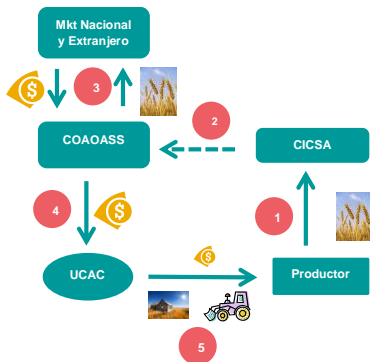 Mkt Nacional
y Extranjero
$
3
2
COAOASS
CICSA
4
$
1
$
UCAC
Productor
5